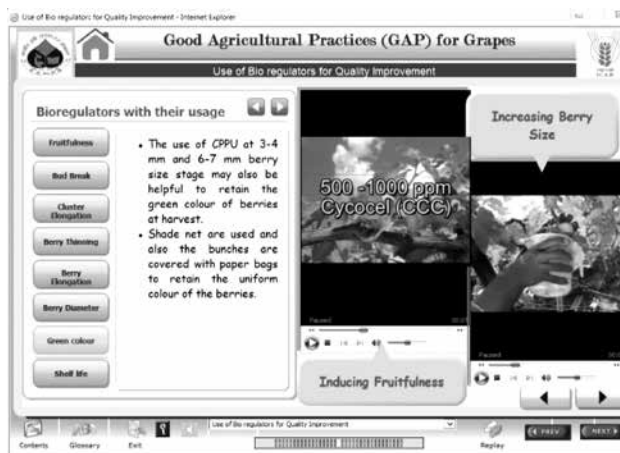 Use of Bio regulators for Quality Improvement - Internet Explorer
Good Agricultural Practices (GAP) for Grapes
Use of Bio regulators for Quality Improvement
Bioregulators with their usage
Fruitfulness
Bud Break
Cluster
Elongation
Berry Thinning
Berry
Elongation
Berry Diameter
Green colour
Shelf life
• The use of CPPU at 3-4
mm and 6-7 mm berry
size stage may also be
helpful to retain the
green colour of berries
at harvest.
• Shade net are used and
also the bunches are
covered with paper bags
to retain the uniform
colour of the berries.
500 -1000 ppm
Cycocel (CCC)
Paused
Inducing Fruitfulness
Increasing Berry
Size
Paused
Contents
Glossary
Exit
Use of Bio regulators for Quality Improvement
Replay
PREV
NEXT